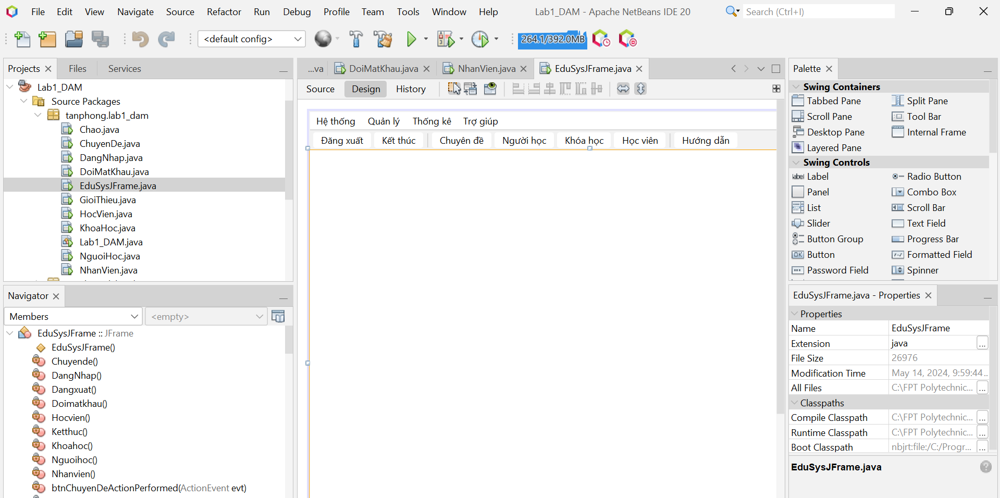 File Edit View Navigate Source Refactor Run Debug Profile Team Tools Window Help Lab1_DAM - Apache NetBeans IDE 20 Search (Ctrl+I)
<default config> 264.1/392.0MB
Projects Files Services
Lab1_DAM
Source Packages
tanphong.lab1_dam
Chao.java
ChuyenDe.java
DangNhap.java
DoiMatKhau.java
EduSysJFrame.java
GioiThieu.java
HocVien.java
KhoaHoc.java
Lab1_DAM.java
NguoiHoc.java
NhanVien.java
Navigator
Members <empty>
EduSysJFrame :: JFrame
EduSysJFrame()
Chuyende()
DangNhap()
Dangxuat()
Doimatkhau()
Hocvien()
Ketthuc()
Khoahoc()
Nguoihoc()
Nhanvien()
btnChuyenDeActionPerformed(ActionEvent evt)
...va DoiMatKhau.java NhanVien.java EduSysJFrame.java
Source Design History
Hệ thống Quản lý Thống kê Trợ giúp
Đăng xuất Kết thúc Chuyên đề Người học Khóa học Học viên Hướng dẫn
Palette
Swing Containers
Tabbed Pane Split Pane
Scroll Pane Tool Bar
Desktop Pane Internal Frame
Layered Pane
Swing Controls
Label Radio Button
Panel Combo Box
List Scroll Bar
Slider Text Field
Button Group Progress Bar
Button Formatted Field
Password Field Spinner
EduSysJFrame.java - Properties
Properties
Name EduSysJFrame
Extension java ...
File Size 26976
Modification Time May 14, 2024, 9:59:44...
All Files C:\FPT Polytechnic... ...
Classpaths
Compile Classpath C:\FPT Polytechnic... ...
Runtime Classpath C:\FPT Polytechnic... ...
Boot Classpath nbjrt:file:/C:/Progr... ...
EduSysJFrame.java